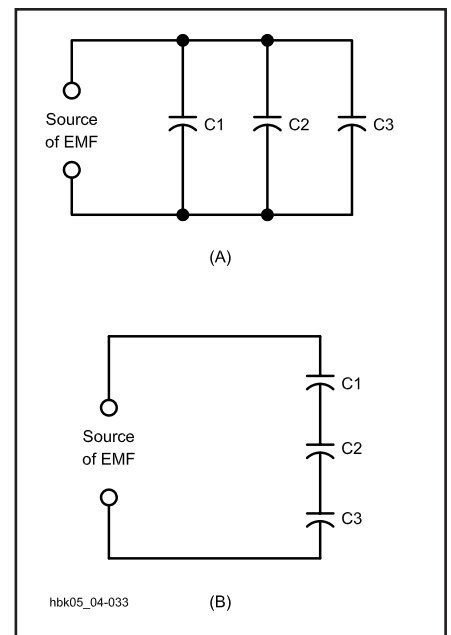 Source
of EMF
C1
C2
C3
(A)
Source
of EMF
C1
C2
C3
hbk05_04-033
(B)